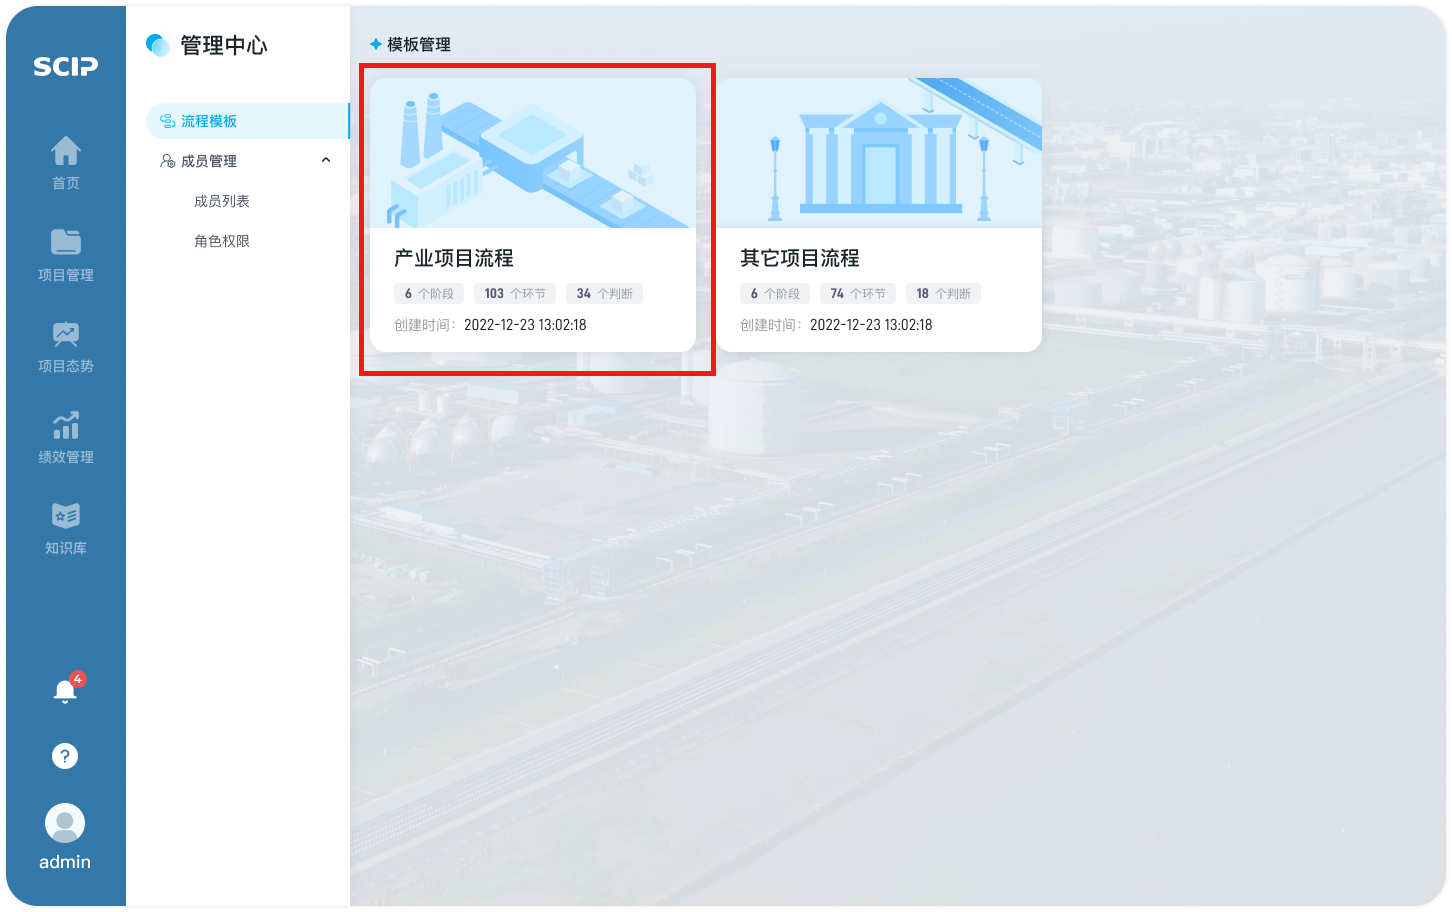 SCIP
首页
项目管理
项目态势
绩效管理
知识库
4
?
admin
管理中心
流程模板
成员管理
成员列表
角色权限
模板管理
产业项目流程
6 个阶段 103 个环节 34 个判断
创建时间： 2022-12-23 13:02:18
其它项目流程
6 个阶段 74 个环节 18 个判断
创建时间： 2022-12-23 13:02:18